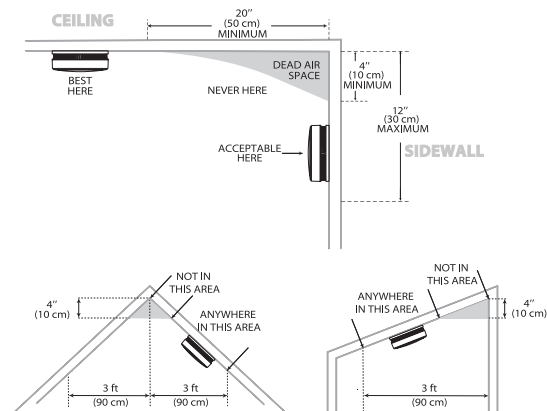 CEILING
20"
(50 cm)
MINIMUM
DEAD AIR
SPACE
4"
(10 cm)
MINIMUM
BEST
HERE
NEVER HERE
12"
(30 cm)
MAXIMUM
ACCEPTABLE
HERE
SIDEWALL
NOT IN
THIS AREA
4"
(10 cm)
ANYWHERE
IN THIS AREA
3 ft
(90 cm)
3 ft
(90 cm)
NOT IN
THIS AREA
ANYWHERE
IN THIS AREA
4"
(10 cm)
3 ft
(90 cm)